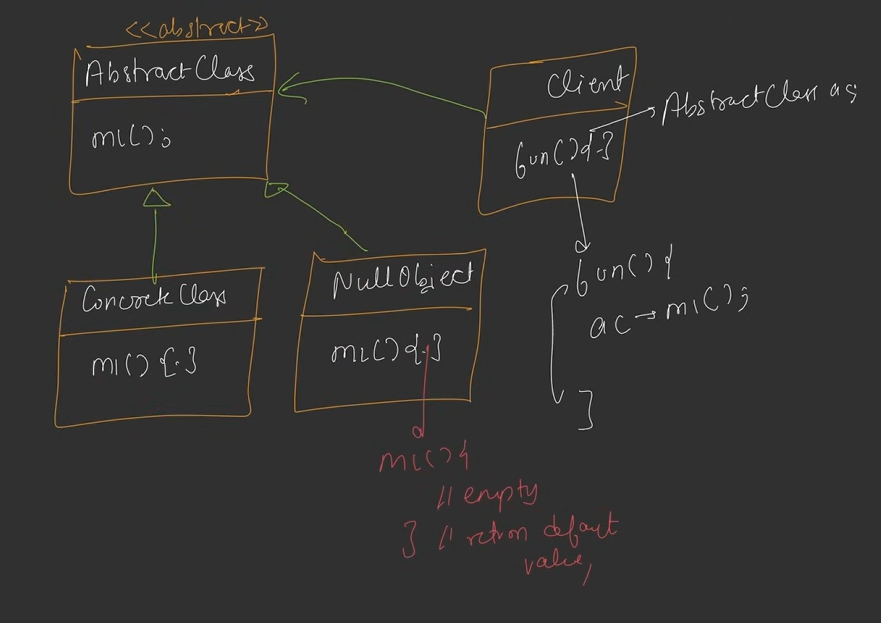 <<abstract>>
AbstractClass
m1();
Client
fun(){.}
AbstractClass ac;
ConcreteClass
m1() {.}
NullObject
m1(){.}
fun(){
ac→m1();
}
m1(){
// empty
} // return default
value,